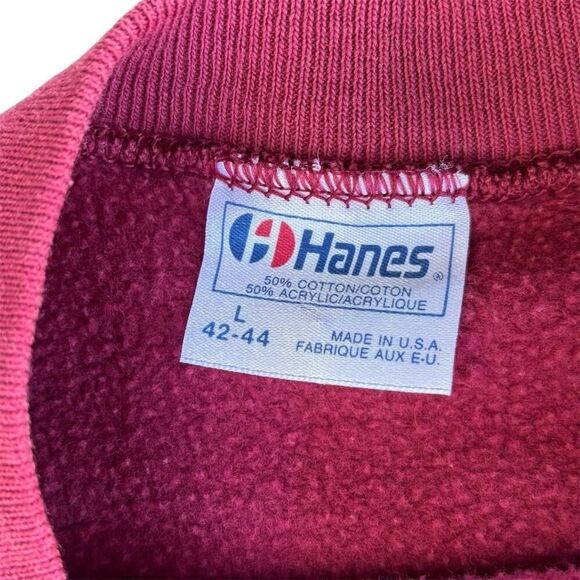 Hanes®
50% COTTON/COTON
50% ACRYLIC/ACRYLIQUE
L
42-44
MADE IN U.S.A.
FABRIQUE AUX E-U.